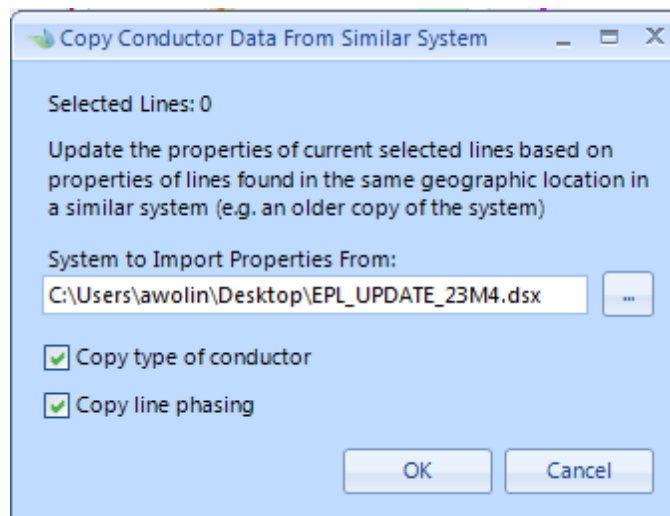 Copy Conductor Data From Similar System
Selected Lines: 0
Update the properties of current selected lines based on
properties of lines found in the same geographic location in
a similar system (e.g. an older copy of the system)
System to Import Properties From:
C:\Users\awolin\Desktop\EPL_UPDATE_23M4.dsx
...
Copy type of conductor
Copy line phasing
OK
Cancel